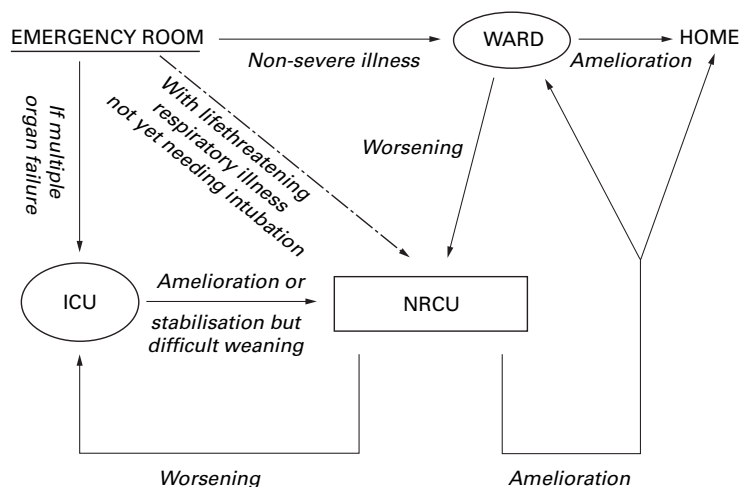 EMERGENCY ROOM
Non-severe illness
WARD
Amelioration
HOME
If multiple
organ failure
With lifethreatening
respiratory illness
not yet needing intubation
Worsening
ICU
Amelioration or
stabilisation but
difficult weaning
NRCU
Worsening
Amelioration